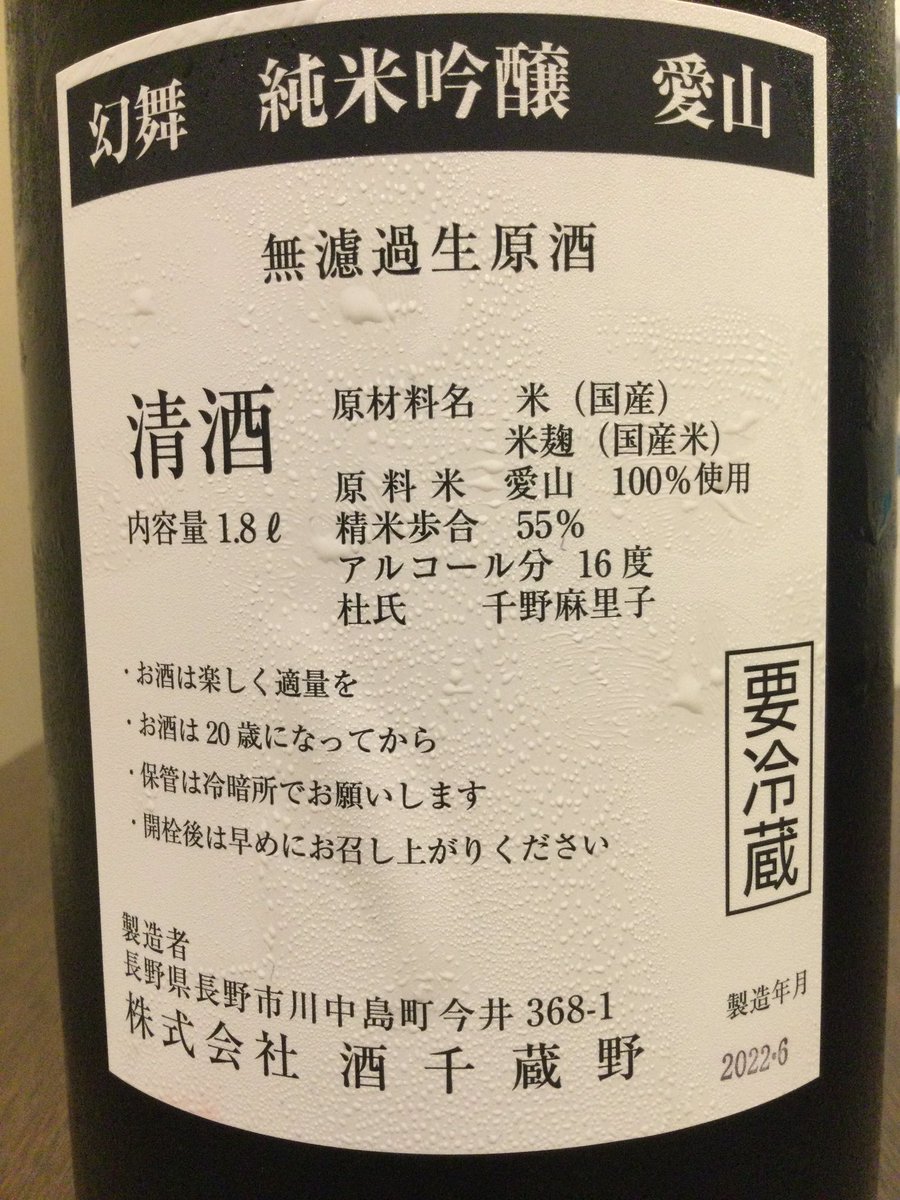 幻舞 純米吟醸 愛山
無濾過生原酒
清酒
内容量 1.8ℓ
原材料名 米（国産）
米麹（国産米）
原料米 愛山 100%使用
精米歩合 55%
アルコール分 16度
杜氏 千野麻里子
・お酒は楽しく適量を
・お酒は20歳になってから
・保管は冷暗所でお願いします
・開栓後は早めにお召し上がりください
要冷蔵
製造者
長野県長野市川中島町今井368-1
株式会社 酒千蔵野
製造年月
2022・6